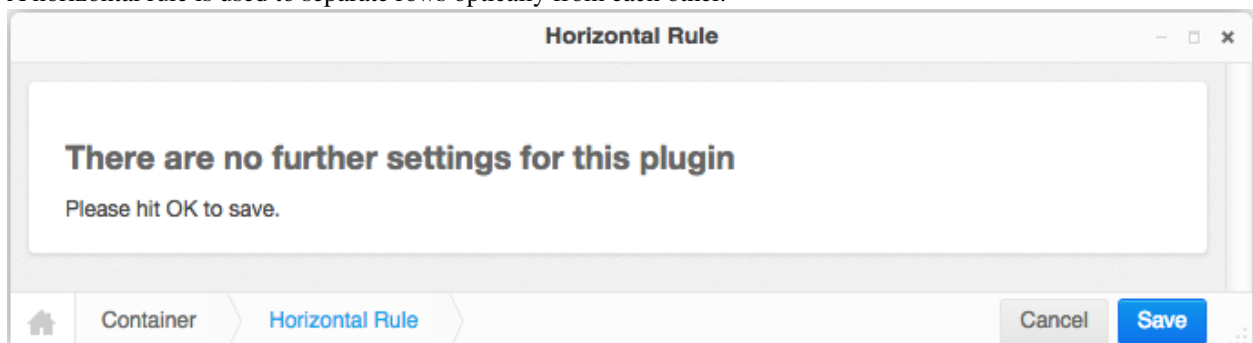 A horizontal rule is used to separate rows optically from each other.
Horizontal Rule
There are no further settings for this plugin
Please hit OK to save.
Container
Horizontal Rule
Cancel
Save